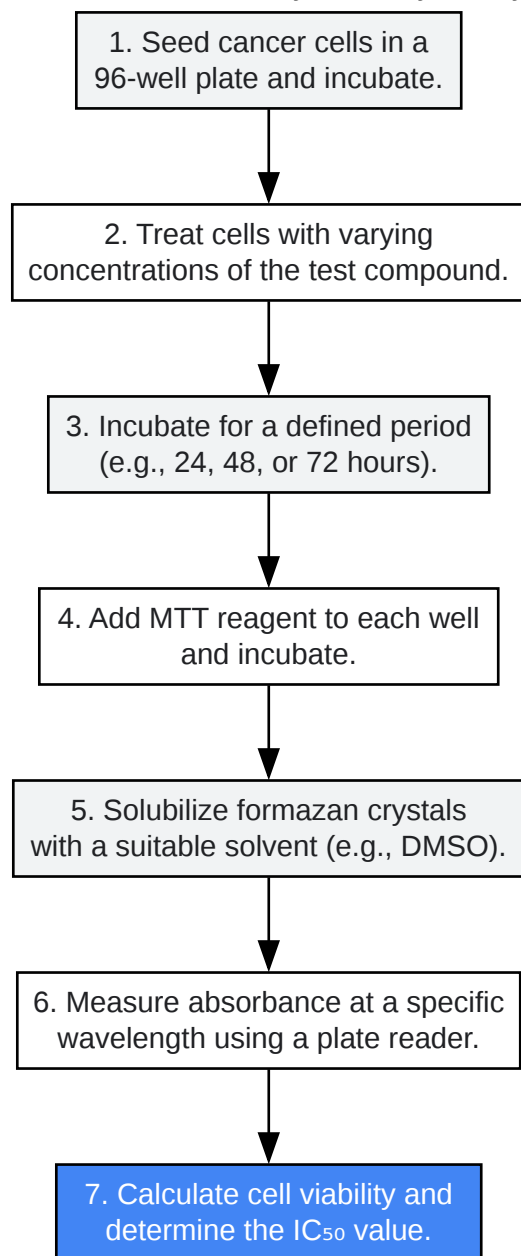 1. Seed cancer cells in a
96-well plate and incubate.
2. Treat cells with varying
concentrations of the test compound.
3. Incubate for a defined period
(e.g., 24, 48, or 72 hours).
4. Add MTT reagent to each well
and incubate.
5. Solubilize formazan crystals
with a suitable solvent (e.g., DMSO).
6. Measure absorbance at a specific
wavelength using a plate reader.
7. Calculate cell viability and
determine the IC₅₀ value.